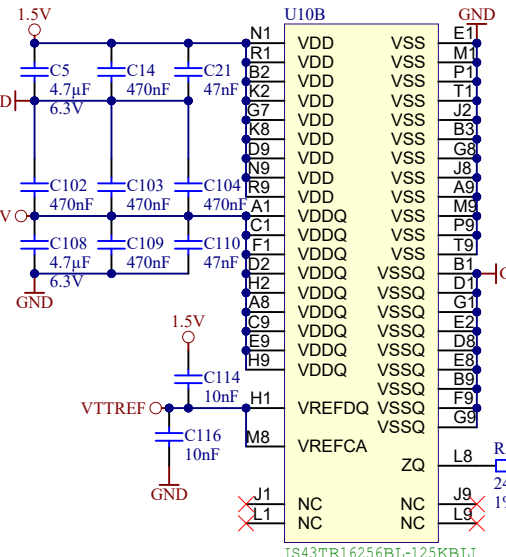 1.5V
U10B
GND
N1 VDD VSS E1
R1 VDD VSS M1
B2 VDD VSS P1
K2 VDD VSS T1
G7 VDD VSS J2
K8 VDD VSS B3
D9 VDD VSS G8
N9 VDD VSS J8
R9 VDD VSS A9
A1 VDDQ VSS M9
C1 VDDQ VSS P9
F1 VDDQ VSS T9
D2 VDDQ VSSQ B1
H2 VDDQ VSSQ D1
A8 VDDQ VSSQ G1
C9 VDDQ VSSQ E2
E9 VDDQ VSSQ D8
H9 VDDQ VSSQ E8
VSSQ B9
H1 VREFDQ VSSQ F9
VSSQ G9
M8 VREFCA
ZQ L8
J1 NC NC J9
L1 NC NC L9
IS43TR16256BL-125KBLI
C5
4.7µF
6.3V
C14
470nF
C21
47nF
D
C102
470nF
C103
470nF
C104
470nF
V
C108
4.7µF
6.3V
C109
470nF
C110
47nF
GND
1.5V
C114
10nF
VTTREF
C116
10nF
GND
R
24
1%